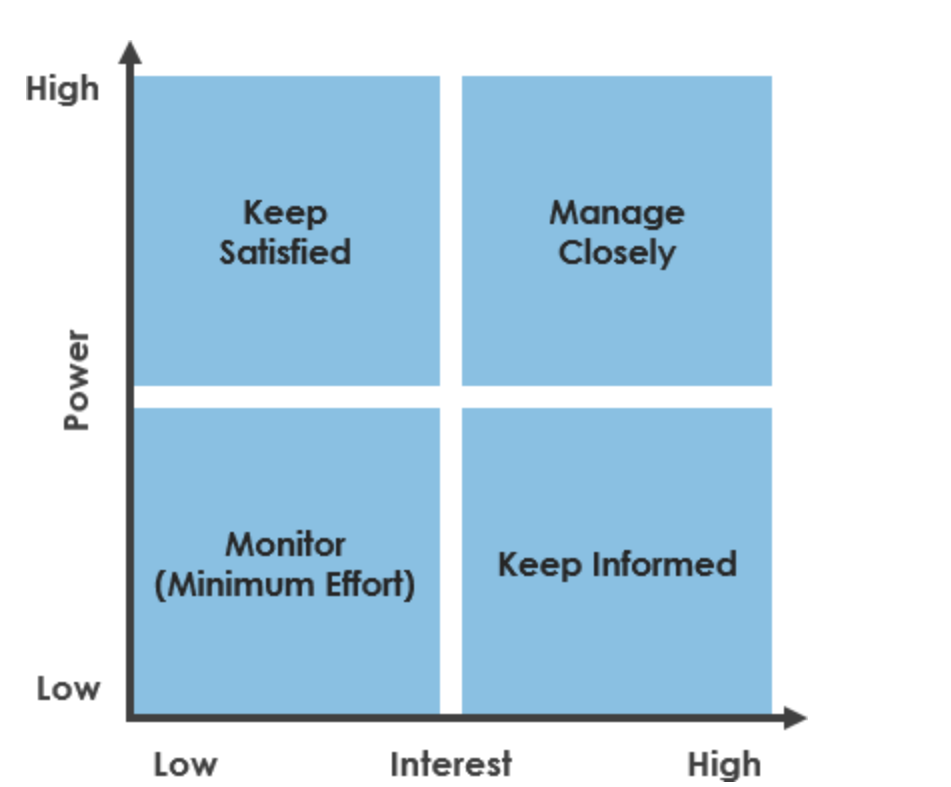 High
Keep
Satisfied
Manage
Closely
Power
Monitor
(Minimum Effort)
Keep Informed
Low
Low
Interest
High